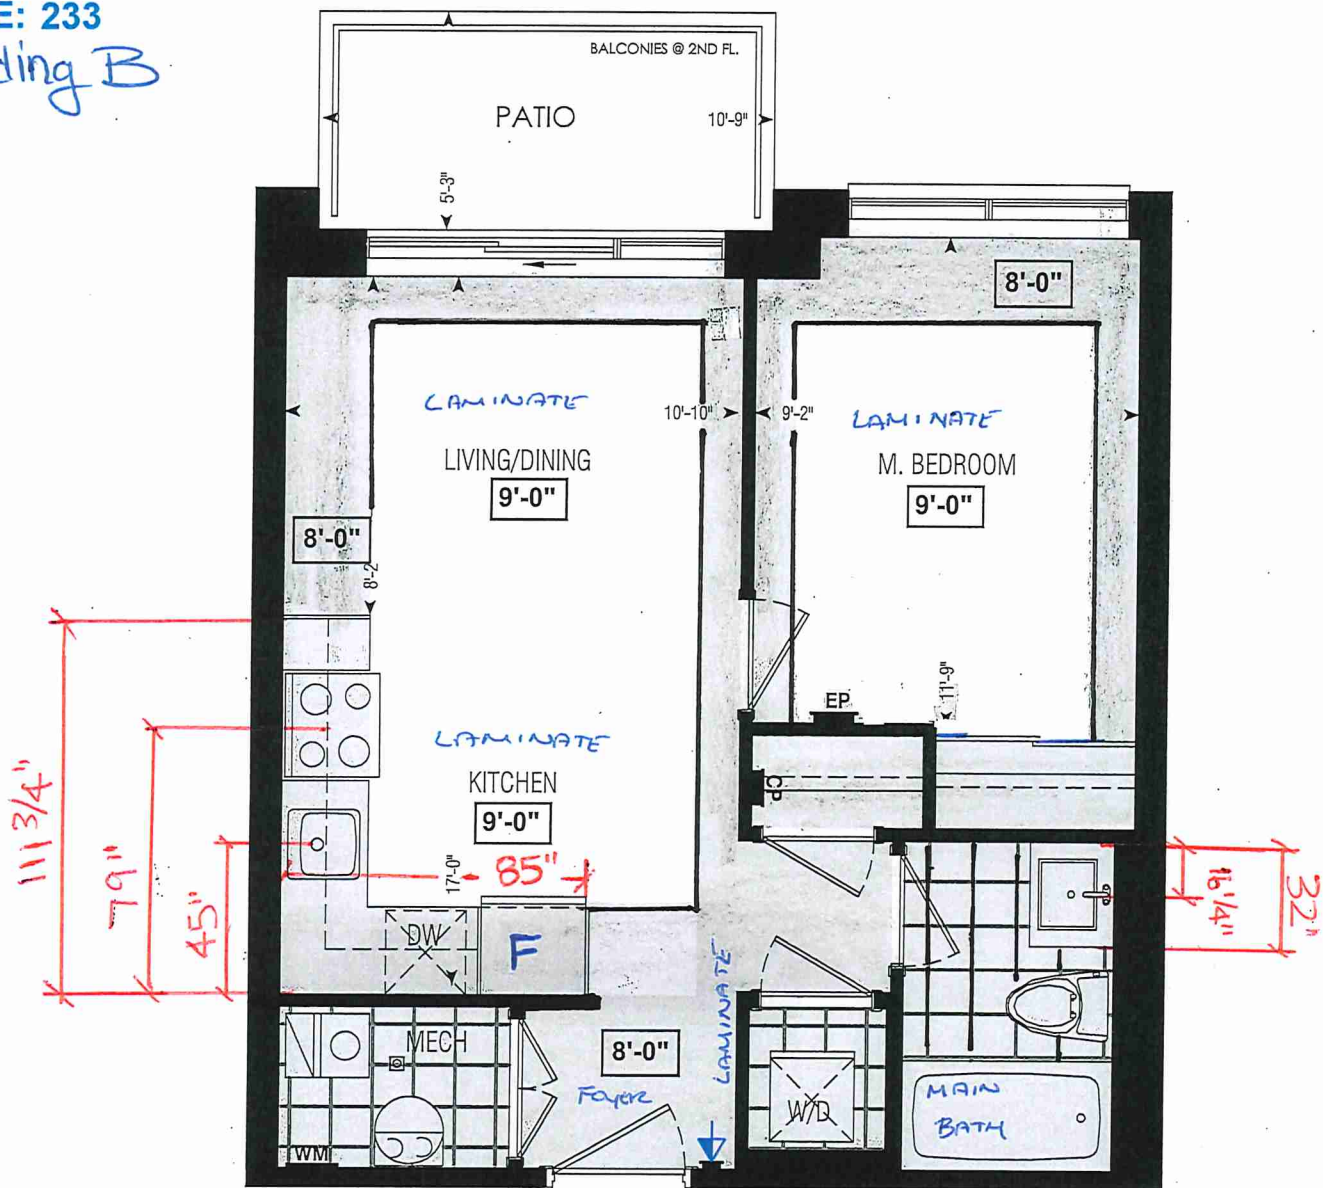 E: 233
ding B
BALCONIES @ 2ND FL.
PATIO
10'-9"
5'-3"
8'-0"
LAMINATE
10'-10"
9'-2"
LAMINATE
LIVING/DINING
9'-0"
M. BEDROOM
9'-0"
8'-0"
8'-2
11'-9"
EP
111 3/4"
79"
45"
LAMINATE
KITCHEN
9'-0"
CP
17'-0"
85"
16 1/4"
32"
DW
F
LAMINATE
MECH
8'-0"
FOYER
W/D
MAIN
BATH
WM